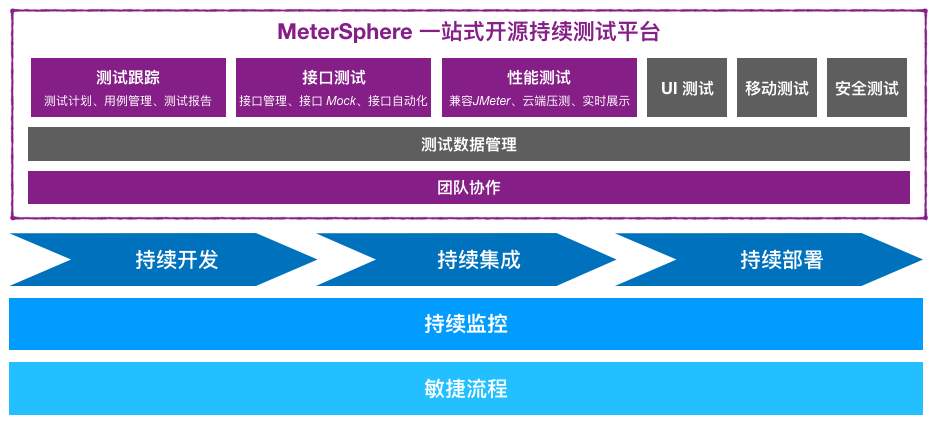 MeterSphere 一站式开源持续测试平台
测试跟踪
测试计划、用例管理、测试报告
接口测试
接口管理、接口 Mock、接口自动化
性能测试
兼容JMeter、云端压测、实时展示
UI 测试
移动测试
安全测试
测试数据管理
团队协作
持续开发
持续集成
持续部署
持续监控
敏捷流程